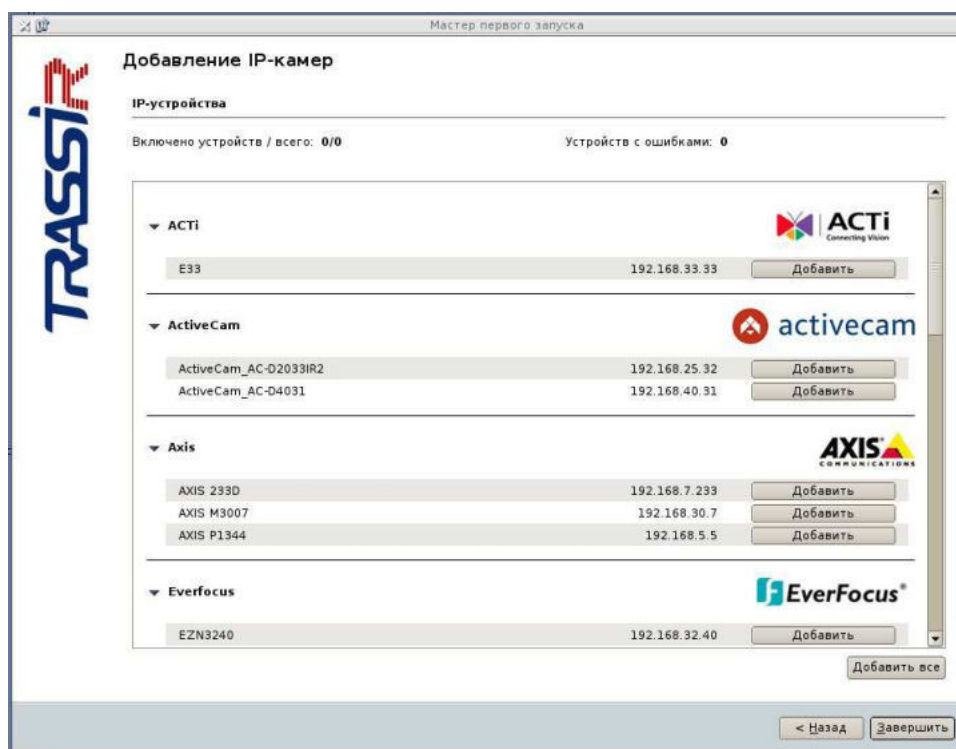 Мастер первого запуска
TRASSIR
Добавление IP-камер
IP-устройства
Включено устройств / всего: 0/0
Устройств с ошибками: 0
ACTi
ACTi
Connecting Vision
E33 192.168.33.33 Добавить
ActiveCam
activecam
ActiveCam_AC-D2033IR2 192.168.25.32 Добавить
ActiveCam_AC-D4031 192.168.40.31 Добавить
Axis
AXIS
COMMUNICATIONS
AXIS 233D 192.168.7.233 Добавить
AXIS M3007 192.168.30.7 Добавить
AXIS P1344 192.168.5.5 Добавить
Everfocus
EverFocus®
EZN3240 192.168.32.40 Добавить
Добавить все
< Назад
Завершить